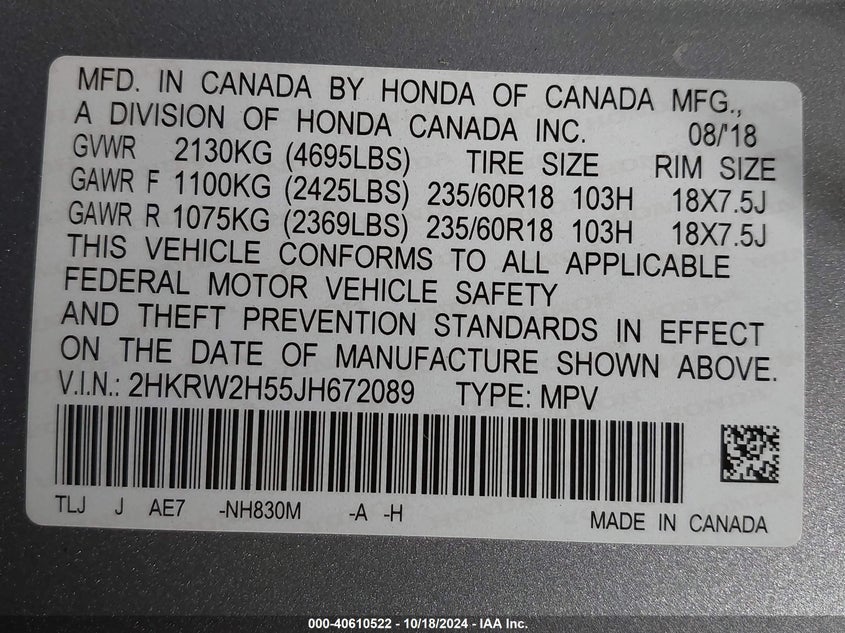 MFD. IN CANADA BY HONDA OF CANADA MFG.,
A DIVISION OF HONDA CANADA INC. 08/'18
GVWR 2130KG (4695LBS) TIRE SIZE RIM SIZE
GAWR F 1100KG (2425LBS) 235/60R18 103H 18X7.5J
GAWR R 1075KG (2369LBS) 235/60R18 103H 18X7.5J
THIS VEHICLE CONFORMS TO ALL APPLICABLE
FEDERAL MOTOR VEHICLE SAFETY
AND THEFT PREVENTION STANDARDS IN EFFECT
ON THE DATE OF MANUFACTURE SHOWN ABOVE.
V.I.N.: 2HKRW2H55JH672089 TYPE: MPV
TLJ J AE7 -NH830M -A -H
MADE IN CANADA
000-40610522 - 10/18/2024 - IAA Inc.